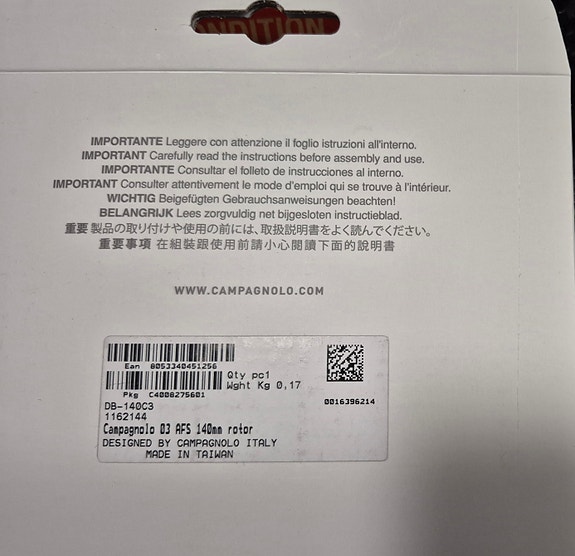 NDITION
IMPORTANTE Leggere con attenzione il foglio istruzioni all'interno.
IMPORTANT Carefully read the instructions before assembly and use.
IMPORTANTE Consultar el folleto de instrucciones al interno.
IMPORTANT Consulter attentivement le mode d'emploi qui se trouve à l'intérieur.
WICHTIG Beigefügten Gebrauchsanweisungen beachten!
BELANGRIJK Lees zorgvuldig net bijgesloten instructieblad.
重要 製品の取り付けや使用の前には、取扱説明書をよく読んでください。
重要事項 在組裝跟使用前請小心閱讀下面的說明書
WWW.CAMPAGNOLO.COM
Ean 8053340451256
Qty pc1
Wght Kg 0,17
Pkg C4008275601
0016396214
DB-140C3
1162144
Campagnolo 03 AFS 140mm rotor
DESIGNED BY CAMPAGNOLO ITALY
MADE IN TAIWAN